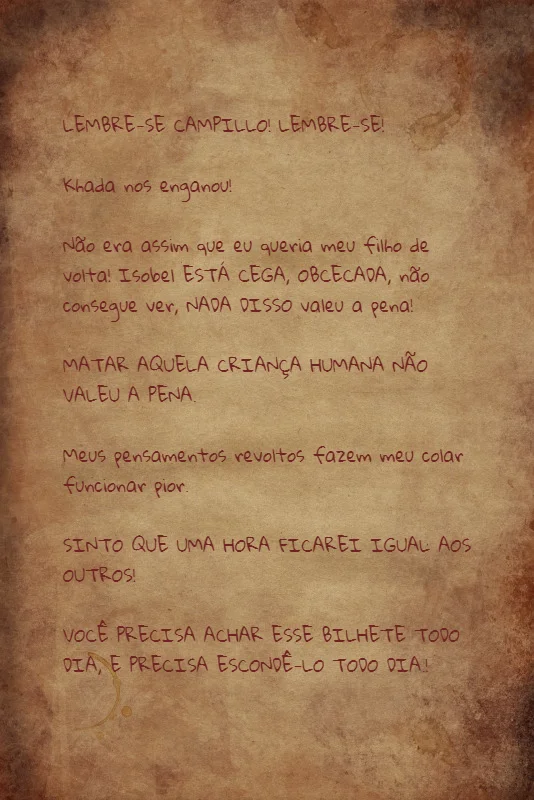 LEMBRE-SE CAMPILLO! LEMBRE-SE!
Khada nos enganou!
Não era assim que eu queria meu filho de
volta! Isobel ESTÁ CEGA, OBCECADA, não
consegue ver, NADA DISSO valeu a pena!
MATAR AQUELA CRIANÇA HUMANA NÃO
VALEU A PENA.
Meus pensamentos revoltos fazem meu colar
funcionar pior.
SINTO QUE UMA HORA FICAREI IGUAL AOS
OUTROS!
VOCÊ PRECISA ACHAR ESSE BILHETE TODO
DIA, E PRECISA ESCONDÊ-LO TODO DIA!